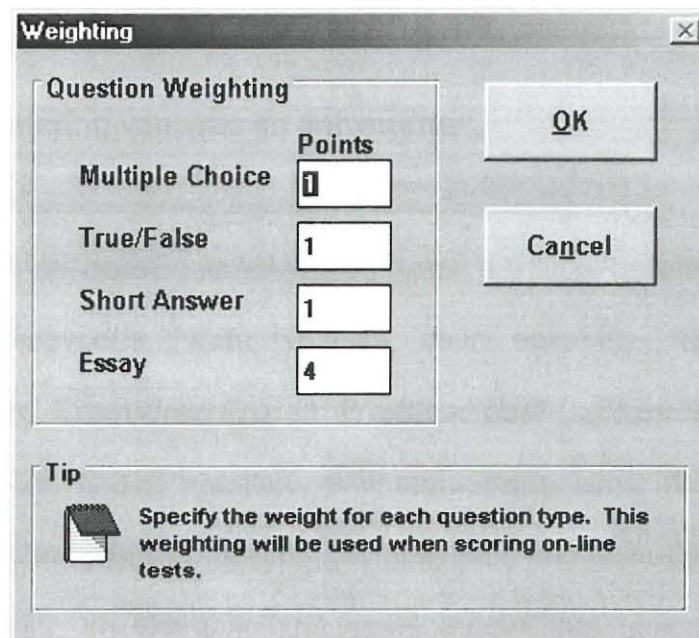 Weighting
Question Weighting
Points
Multiple Choice 1
True/False 1
Short Answer 1
Essay 4
OK
Cancel
Tip
Specify the weight for each question type. This
weighting will be used when scoring on-line
tests.